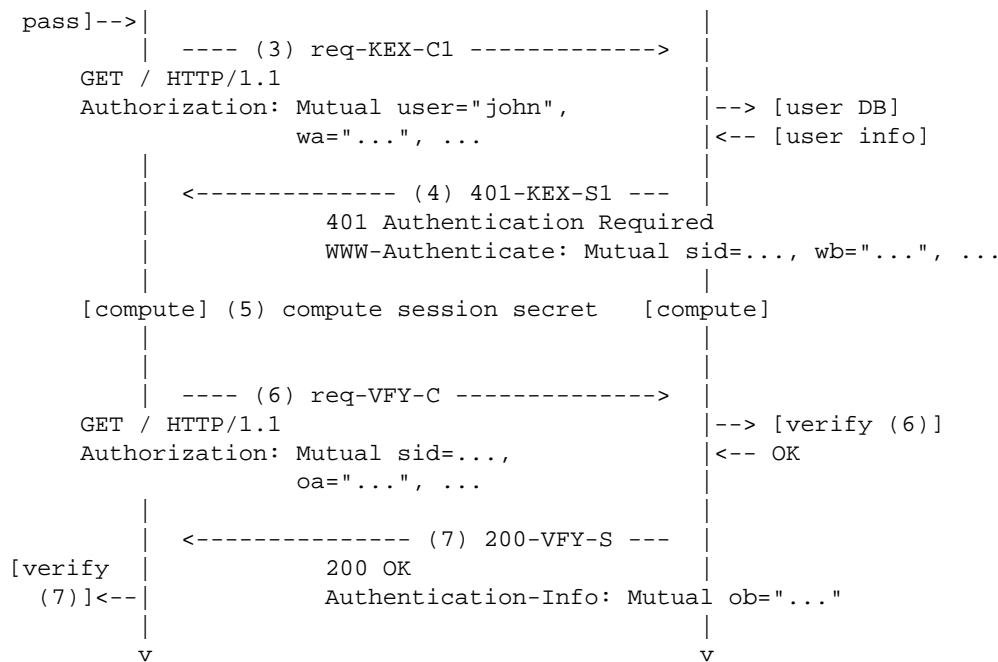 pass]-->| |
| ---- (3) req-KEX-C1 -------------> |
GET / HTTP/1.1 |
Authorization: Mutual user="john", |--> [user DB]
wa="...", ... |<-- [user info]
| |
| <-------------- (4) 401-KEX-S1 --- |
| 401 Authentication Required
| WWW-Authenticate: Mutual sid=..., wb="...", ...
| |
[compute] (5) compute session secret [compute]
| |
| |
| ---- (6) req-VFY-C --------------> |
GET / HTTP/1.1 |--> [verify (6)]
Authorization: Mutual sid=..., |<-- OK
oa="...", ... |
| |
| <--------------- (7) 200-VFY-S --- |
[verify | 200 OK |
(7)]<--| Authentication-Info: Mutual ob="..."
| |
v v